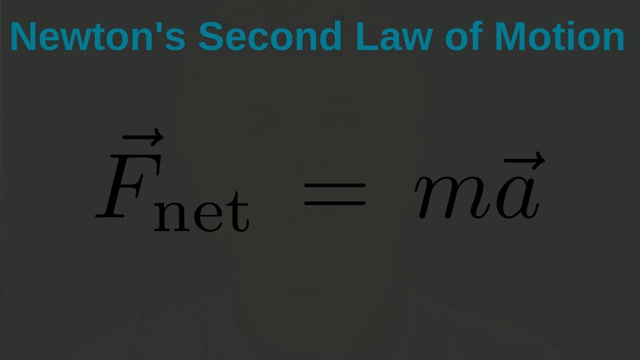 Newton's Second Law of Motion
F⃗net = ma⃗